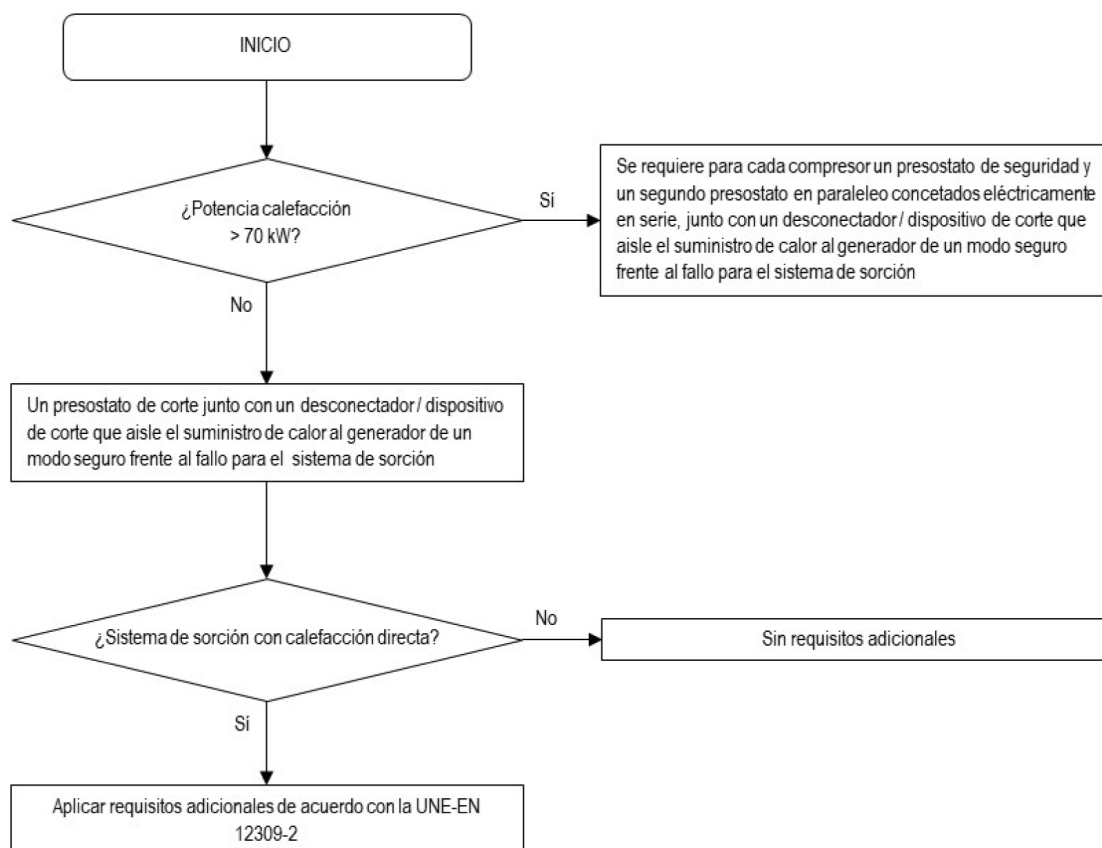 INICIO
¿Potencia calefacción
> 70 kW?
Sí
Se requiere para cada compresor un presostato de seguridad y
un segundo presostato en paraleleo concetados eléctricamente
en serie, junto con un desconectador / dispositivo de corte que
aisle el suministro de calor al generador de un modo seguro
frente al fallo para el sistema de sorción
No
Un presostato de corte junto con un desconectador / dispositivo
de corte que aisle el suministro de calor al generador de un
modo seguro frente al fallo para el sistema de sorción
¿Sistema de sorción con calefacción directa?
No
Sin requisitos adicionales
Sí
Aplicar requisitos adicionales de acuerdo con la UNE-EN
12309-2